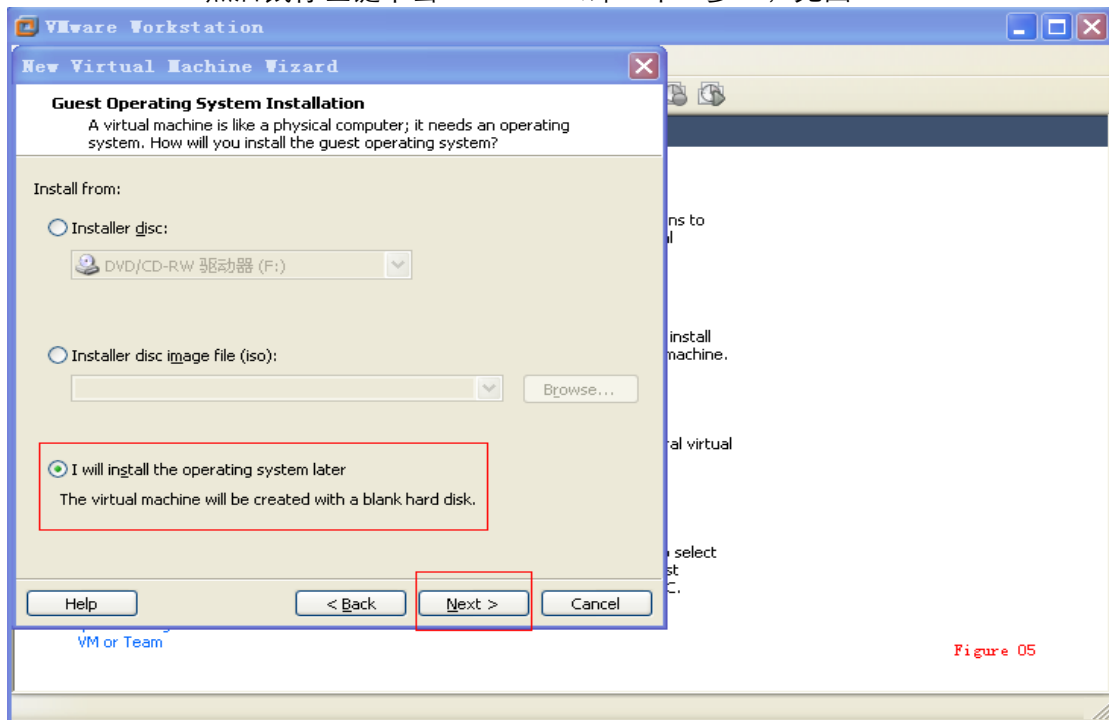 VMware Workstation
New Virtual Machine Wizard
Guest Operating System Installation
A virtual machine is like a physical computer; it needs an operating
system. How will you install the guest operating system?
Install from:
Installer disc:
DVD/CD-RW 驱动器 (F:)
Installer disc image file (iso):
Browse...
I will install the operating system later
The virtual machine will be created with a blank hard disk.
Help
< Back
Next >
Cancel
ns to
install
machine.
al virtual
select
st
C.
VM or Team
Figure 05